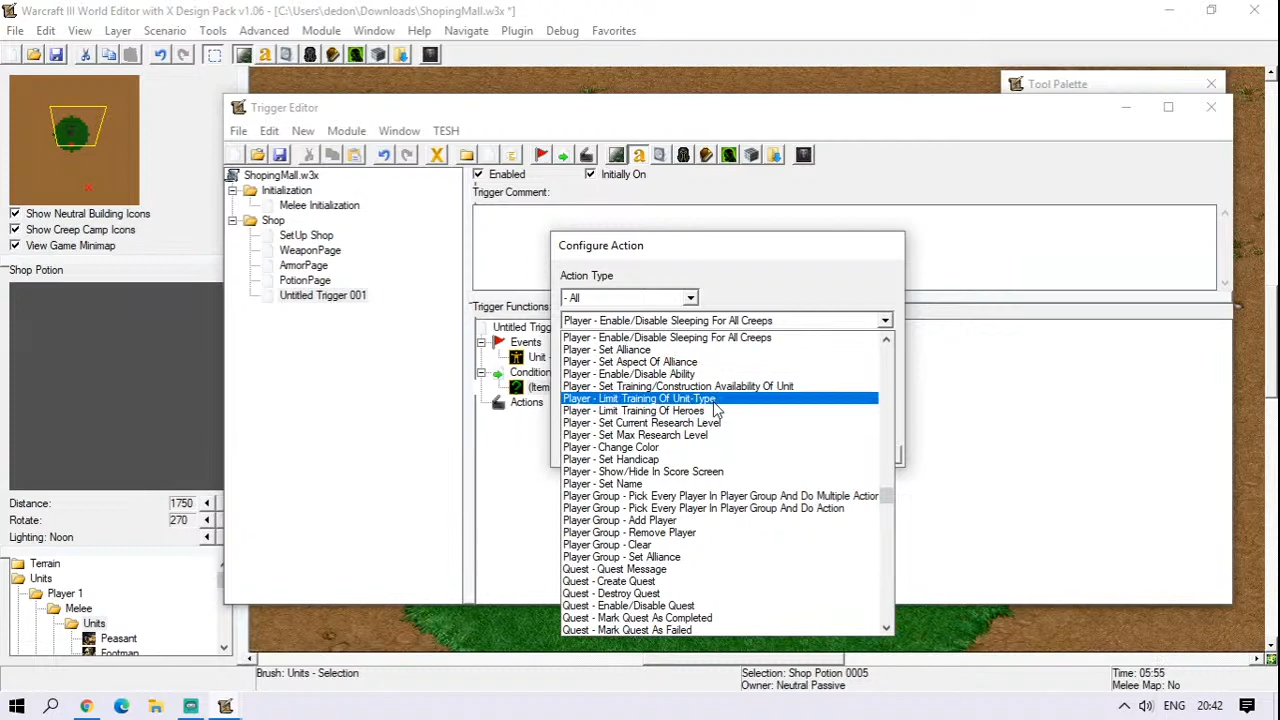 Warcraft III World Editor with X Design Pack v1.06 - [C:\Users\dedon\Downloads\ShopingMall.w3x *]
File Edit View Layer Scenario Tools Advanced Module Window Help Navigate Plugin Debug Favorites
Tool Palette
Trigger Editor
File Edit New Module Window TESH
ShopingMall.w3x
Initialization
Melee Initialization
Shop
SetUp Shop
WeaponPage
ArmorPage
PotionPage
Untitled Trigger 001
Enabled
Initially On
Trigger Comment:
Trigger Functions
Untitled Trigg
Events
Unit -
Condition
(Item
Actions
Configure Action
Action Type
- All
Player - Enable/Disable Sleeping For All Creeps
Player - Enable/Disable Sleeping For All Creeps
Player - Set Alliance
Player - Set Aspect Of Alliance
Player - Enable/Disable Ability
Player - Set Training/Construction Availability Of Unit
Player - Limit Training Of Unit-Type
Player - Limit Training Of Heroes
Player - Set Current Research Level
Player - Set Max Research Level
Player - Change Color
Player - Set Handicap
Player - Show/Hide In Score Screen
Player - Set Name
Player Group - Pick Every Player In Player Group And Do Multiple Action
Player Group - Pick Every Player In Player Group And Do Action
Player Group - Add Player
Player Group - Remove Player
Player Group - Clear
Player Group - Set Alliance
Quest - Quest Message
Quest - Create Quest
Quest - Destroy Quest
Quest - Enable/Disable Quest
Quest - Mark Quest As Completed
Quest - Mark Quest As Failed
Show Neutral Building Icons
Show Creep Camp Icons
View Game Minimap
Shop Potion
Distance: 1750
Rotate: 270
Lighting: Noon
Terrain
Units
Player 1
Melee
Units
Peasant
Footman
Brush: Units - Selection
Selection: Shop Potion 0005
Owner: Neutral Passive
Time: 05:55
Melee Map: No
ENG 20:42